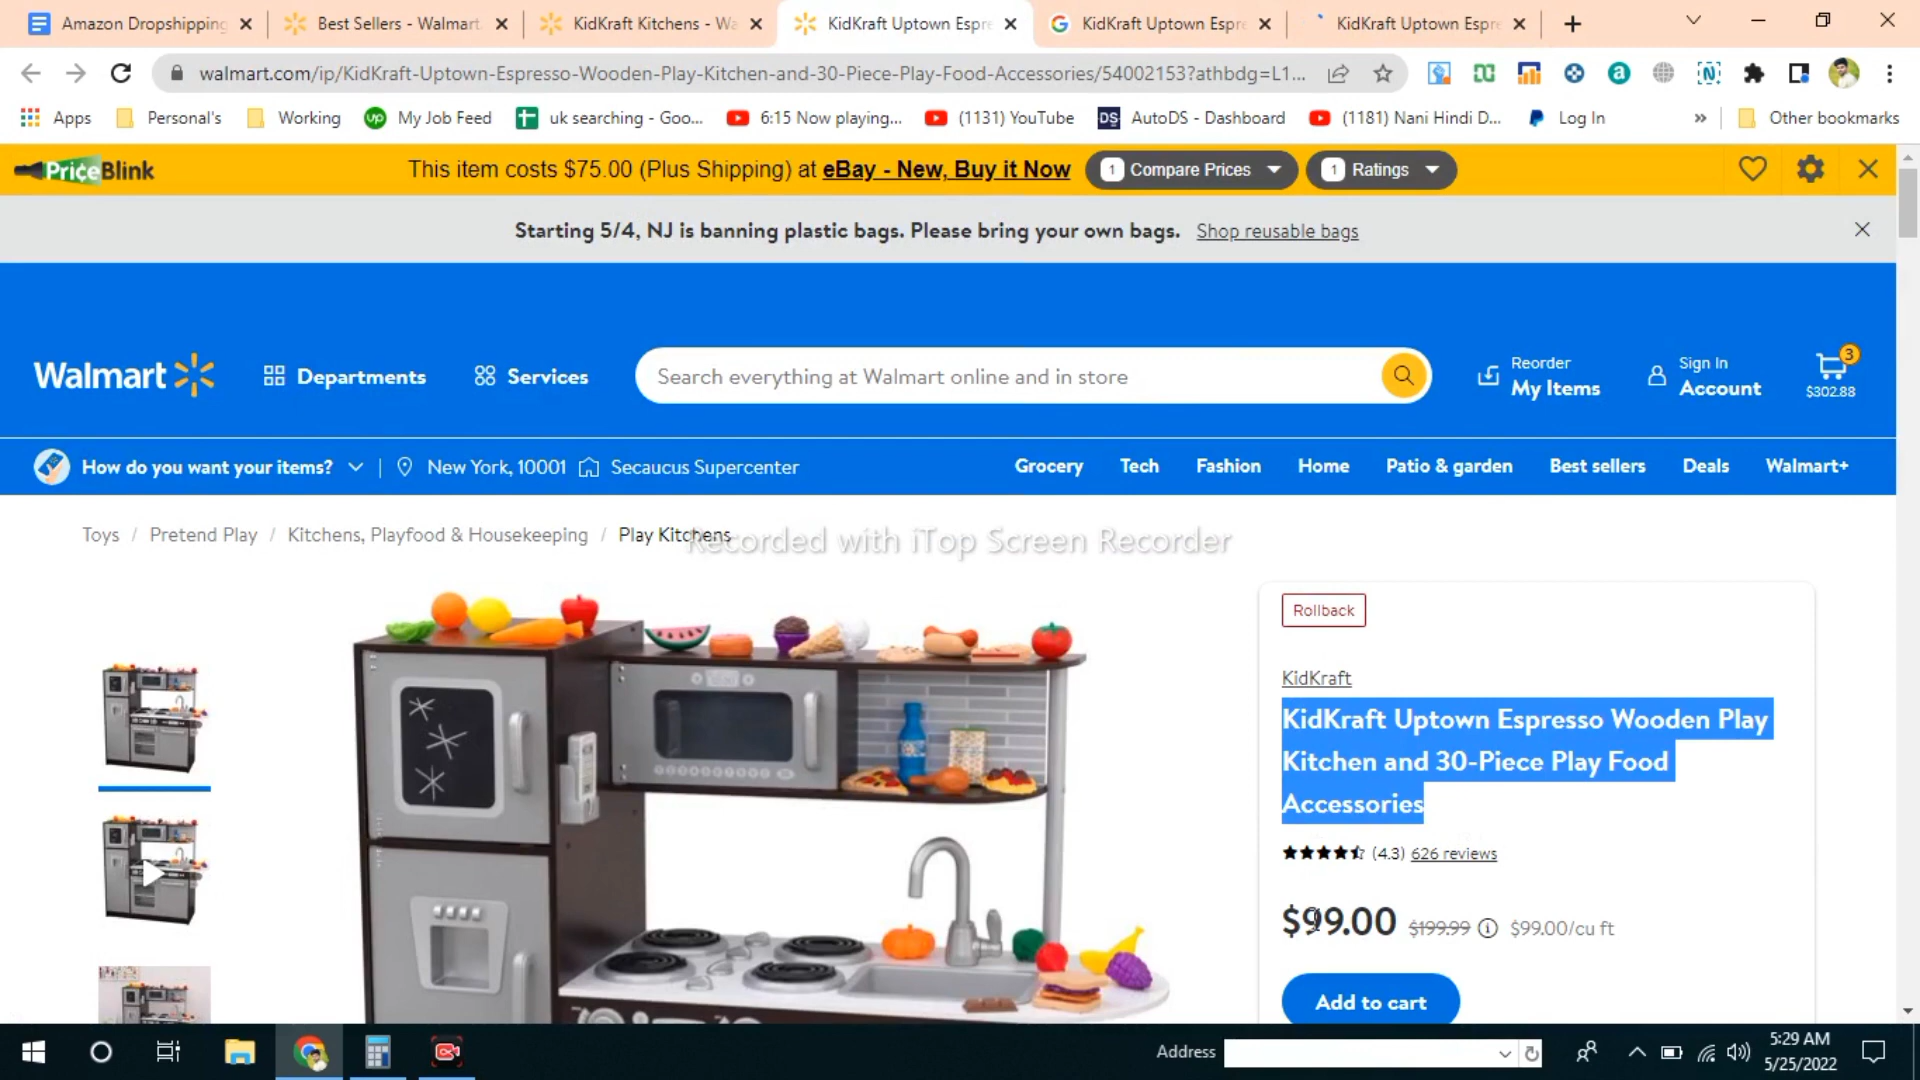 Amazon Dropshipping
Best Sellers - Walmart.
KidKraft Kitchens - Wa
KidKraft Uptown Espre
KidKraft Uptown Espr
KidKraft Uptown Espre
walmart.com/ip/KidKraft-Uptown-Espresso-Wooden-Play-Kitchen-and-30-Piece-Play-Food-Accessories/54002153?athbdg=L1...
Apps
Personal's
Working
My Job Feed
uk searching - Goo...
6:15 Now playing...
(1131) YouTube
AutoDS - Dashboard
(1181) Nani Hindi D...
Log In
»
Other bookmarks
PriceBlink
This item costs $75.00 (Plus Shipping) at eBay - New, Buy it Now
1 Compare Prices
1 Ratings
Starting 5/4, NJ is banning plastic bags. Please bring your own bags. Shop reusable bags
Walmart
Departments
Services
Search everything at Walmart online and in store
Reorder
My Items
Sign In
Account
3
$302.88
How do you want your items?
New York, 10001
Secaucus Supercenter
Grocery
Tech
Fashion
Home
Patio & garden
Best sellers
Deals
Walmart+
Toys / Pretend Play / Kitchens, Playfood & Housekeeping / Play Kitchens
Recorded with iTop Screen Recorder
Rollback
KidKraft
KidKraft Uptown Espresso Wooden Play
Kitchen and 30-Piece Play Food
Accessories
(4.3) 626 reviews
$99.00 $199.99 $99.00/cu ft
Add to cart
Address
5:29 AM
5/25/2022